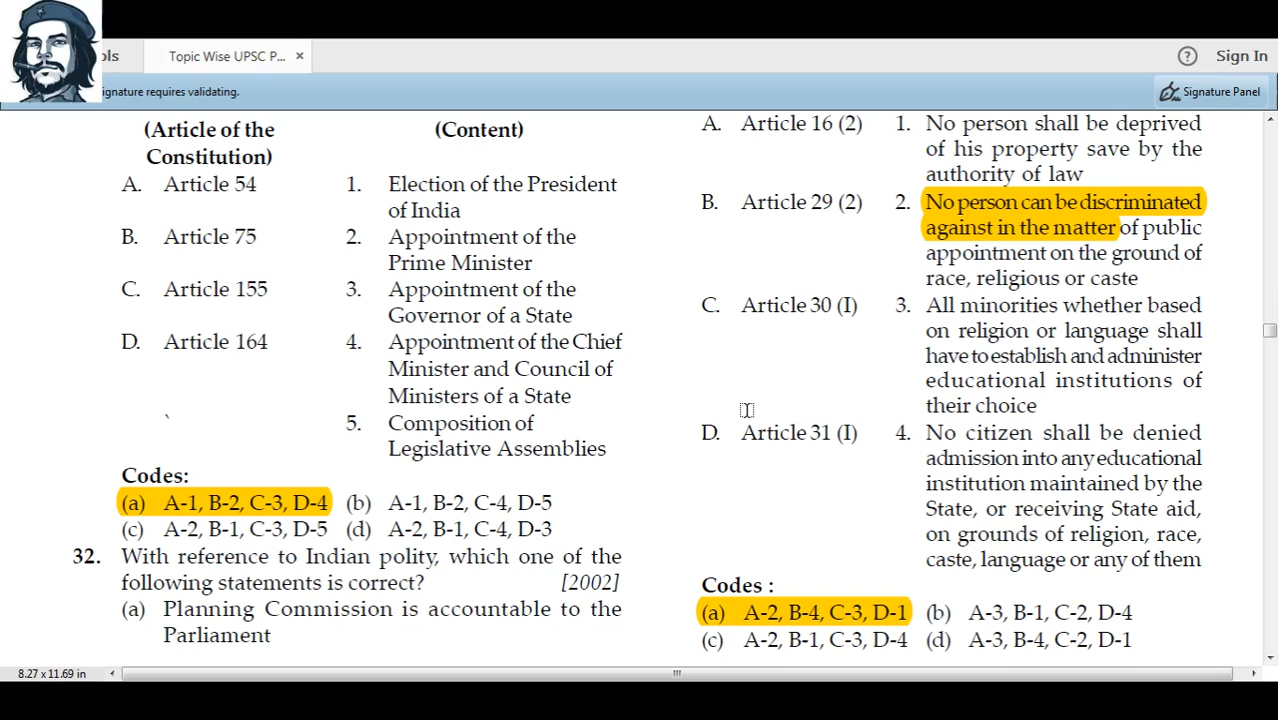 ols
Topic Wise UPSC P... ×
? Sign In
ignature requires validating.
Signature Panel
(Article of the (Content)
Constitution)
A. Article 54 1. Election of the President
of India
B. Article 75 2. Appointment of the
Prime Minister
C. Article 155 3. Appointment of the
Governor of a State
D. Article 164 4. Appointment of the Chief
Minister and Council of
Ministers of a State
` 5. Composition of
Legislative Assemblies
Codes:
(a) A-1, B-2, C-3, D-4 (b) A-1, B-2, C-4, D-5
(c) A-2, B-1, C-3, D-5 (d) A-2, B-1, C-4, D-3
32. With reference to Indian polity, which one of the
following statements is correct? [2002]
(a) Planning Commission is accountable to the
Parliament
A. Article 16 (2) 1. No person shall be deprived
of his property save by the
authority of law
B. Article 29 (2) 2. No person can be discriminated
against in the matter of public
appointment on the ground of
race, religious or caste
C. Article 30 (I) 3. All minorities whether based
on religion or language shall
have to establish and administer
educational institutions of
their choice
D. Article 31 (I) 4. No citizen shall be denied
admission into any educational
institution maintained by the
State, or receiving State aid,
on grounds of religion, race,
caste, language or any of them
Codes :
(a) A-2, B-4, C-3, D-1 (b) A-3, B-1, C-2, D-4
(c) A-2, B-1, C-3, D-4 (d) A-3, B-4, C-2, D-1
8.27 x 11.69 in